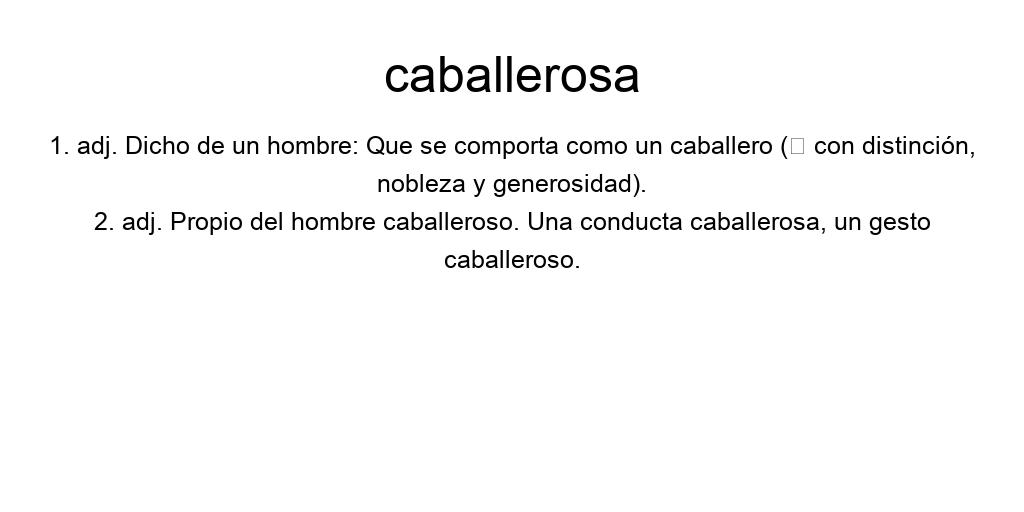 caballerosa
1. adj. Dicho de un hombre: Que se comporta como un caballero (▯ con distinción,
nobleza y generosidad).
2. adj. Propio del hombre caballeroso. Una conducta caballerosa, un gesto
caballeroso.